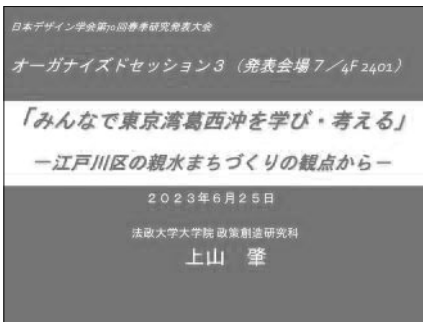 日本デザイン学会第70回春季研究発表大会
オーガナイズドセッション３（発表会場７／4F 2401）
「みんなで東京湾葛西沖を学び・考える」
－江戸川区の親水まちづくりの観点から－
２０２３年６月２５日
法政大学大学院 政策創造研究科
上山　肇